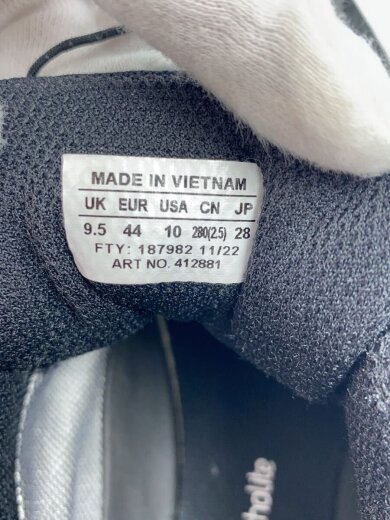 MADE IN VIETNAM
UK EUR USA CN JP
9.5 44 10 280(2.5) 28
FTY: 187982 11/22
ART NO. 412881